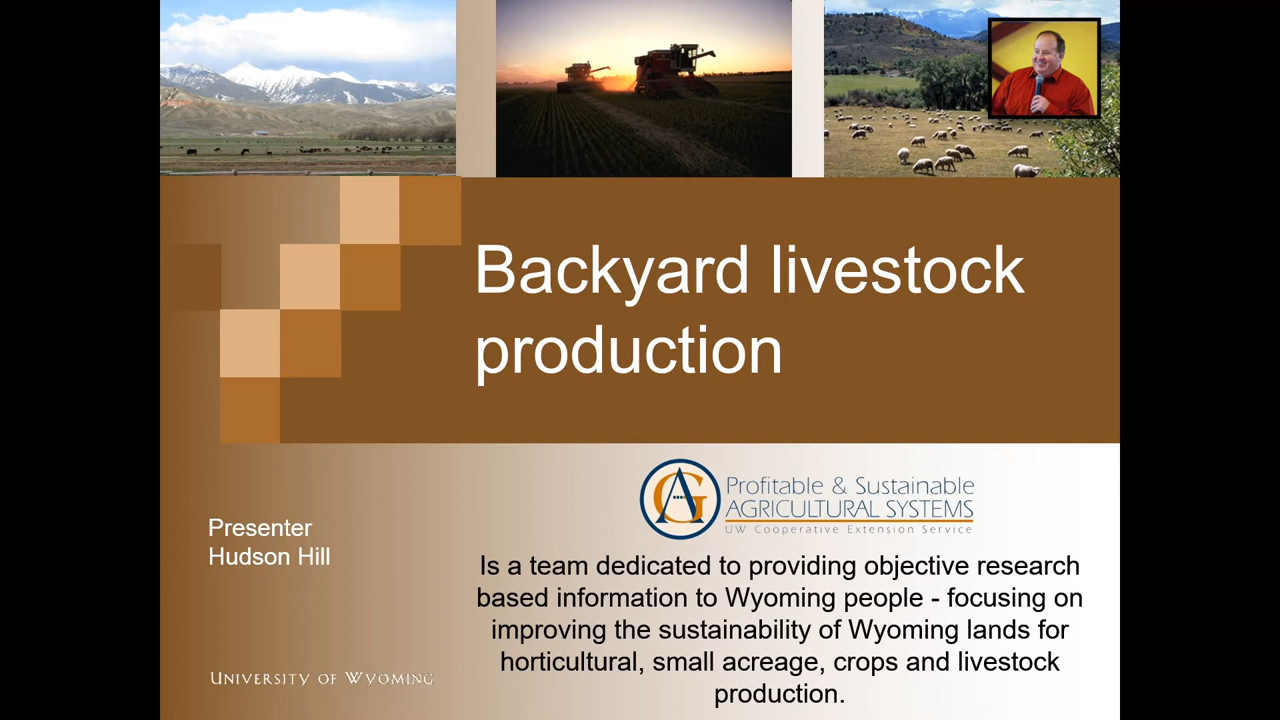 Backyard livestock
production
Profitable & Sustainable
AGRICULTURAL SYSTEMS
UW Cooperative Extension Service
Presenter
Hudson Hill
Is a team dedicated to providing objective research
based information to Wyoming people - focusing on
improving the sustainability of Wyoming lands for
horticultural, small acreage, crops and livestock
production.
UNIVERSITY OF WYOMING